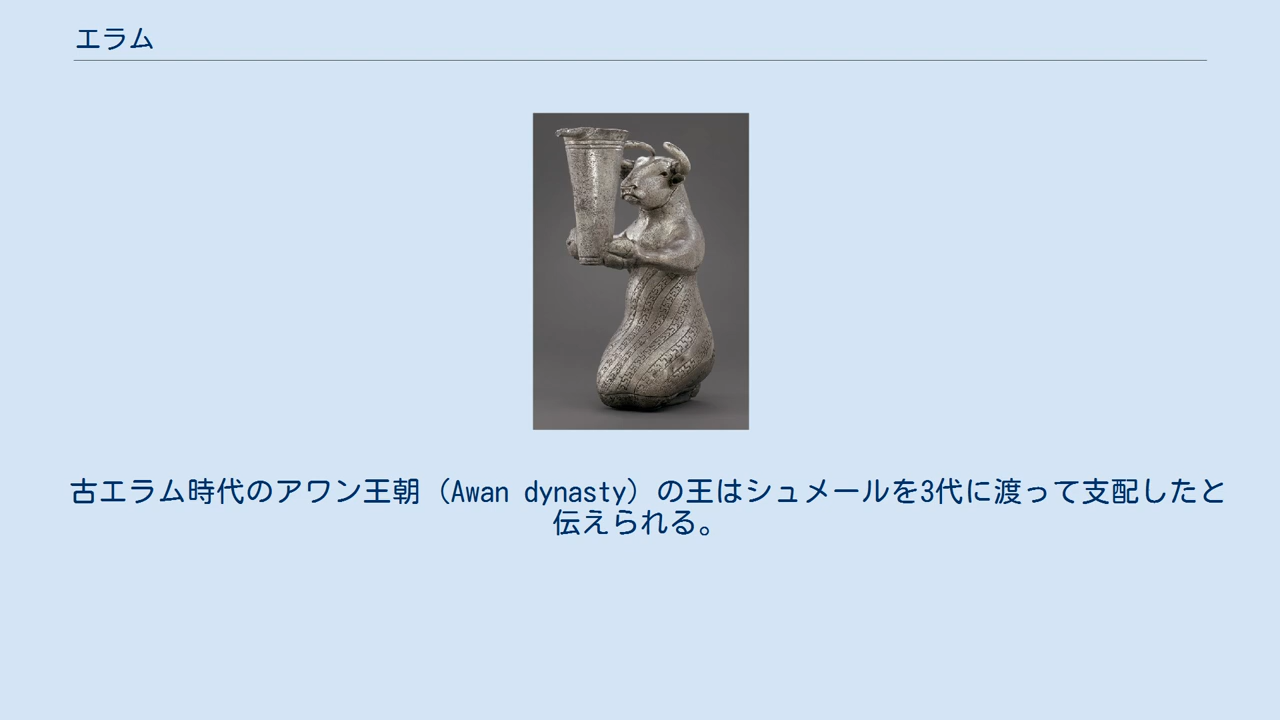 エラム
古エラム時代のアワン王朝（Awan dynasty）の王はシュメールを3代に渡って支配したと
伝えられる。